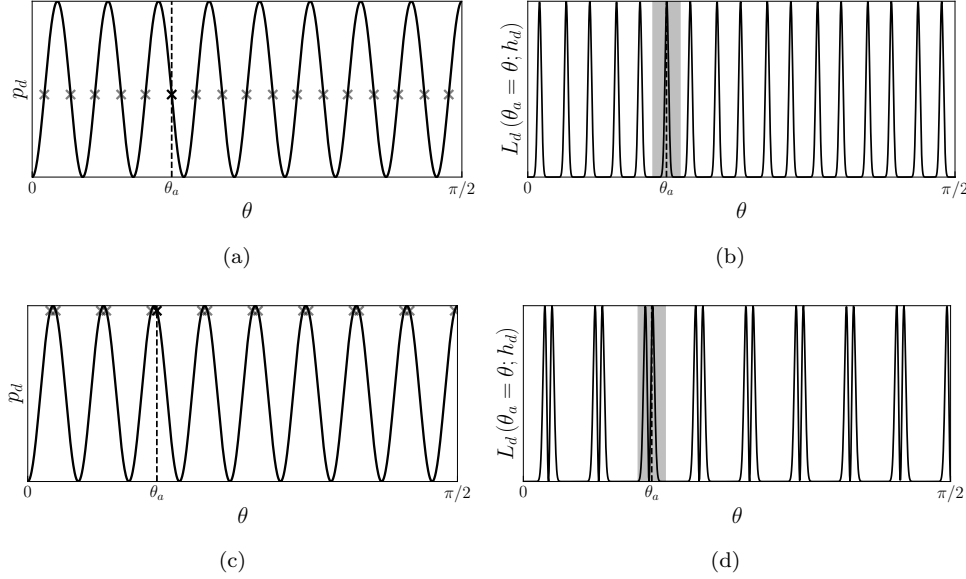 p_d
0
θ_a
π/2
θ
(a)
L_d(θ_a = θ; h_d)
0
θ_a
π/2
θ
(b)
p_d
0
θ_a
π/2
θ
(c)
L_d(θ_a = θ; h_d)
0
θ_a
π/2
θ
(d)